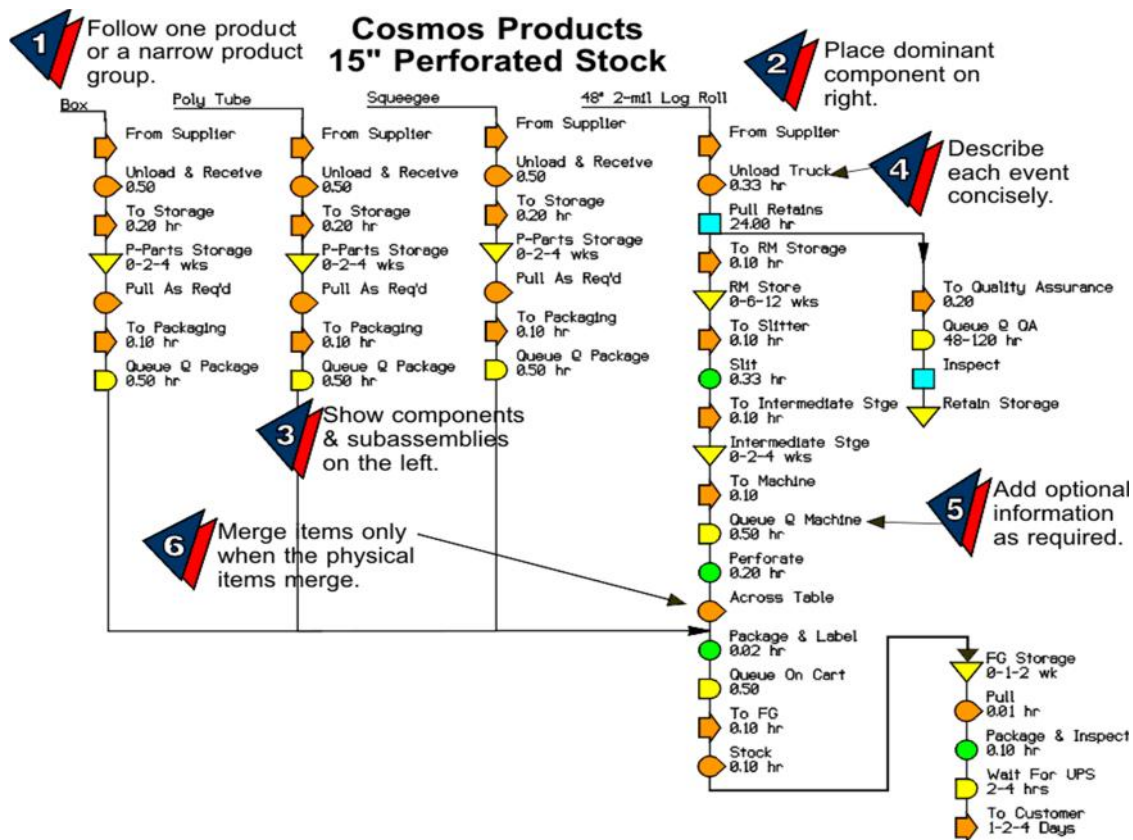 Cosmos Products
15" Perforated Stock
1
Follow one product
or a narrow product
group.
2
Place dominant
component on
right.
Box
From Supplier
Unload & Receive
0.50
To Storage
0.20 hr
P-Parts Storage
0-2-4 wks
Pull As Req'd
To Packaging
0.10 hr
Queue @ Package
0.50 hr
Poly Tube
From Supplier
Unload & Receive
0.50
To Storage
0.20 hr
P-Parts Storage
0-2-4 wks
Pull As Req'd
To Packaging
0.10 hr
Queue @ Package
0.50 hr
Squeegee
From Supplier
Unload & Receive
0.50
To Storage
0.20 hr
P-Parts Storage
0-2-4 wks
Pull As Req'd
To Packaging
0.10 hr
Queue @ Package
0.50 hr
48" 2-mil Log Roll
From Supplier
Unload Truck
0.33 hr
Pull Retains
24.00 hr
To RM Storage
0.10 hr
RM Store
0-6-12 wks
To Slitter
0.10 hr
Slit
0.33 hr
To Intermediate Stge
0.10 hr
Intermediate Stge
0-2-4 wks
To Machine
0.10
Queue @ Machine
0.50 hr
Perforate
0.20 hr
Across Table
Package & Label
0.02 hr
Queue On Cart
0.50
To FG
0.10 hr
Stock
0.10 hr
4
Describe
each event
concisely.
To Quality Assurance
0.20
Queue @ QA
48-120 hr
Inspect
Retain Storage
3
Show components
& subassemblies
on the left.
5
Add optional
information
as required.
6
Merge items only
when the physical
items merge.
FG Storage
0-1-2 wk
Pull
0.01 hr
Package & Inspect
0.10 hr
Wait For UPS
2-4 hrs
To Customer
1-2-4 Days